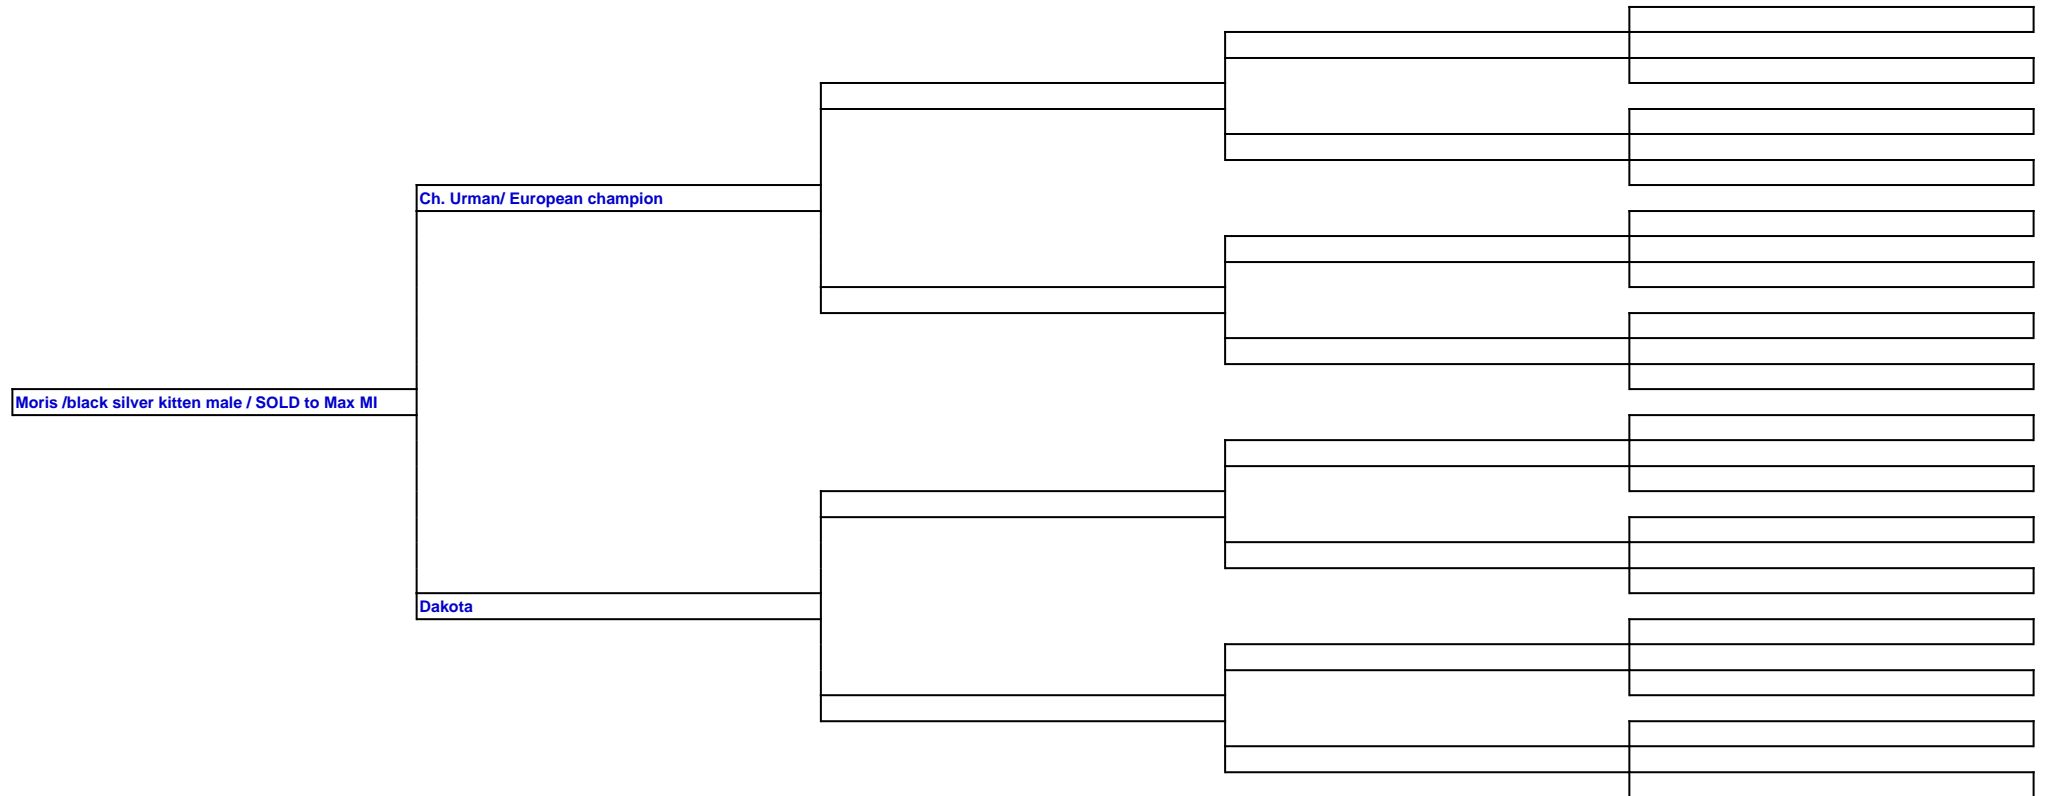 Ch. Urman/ European champion
Moris /black silver kitten male / SOLD to Max MI
Dakota